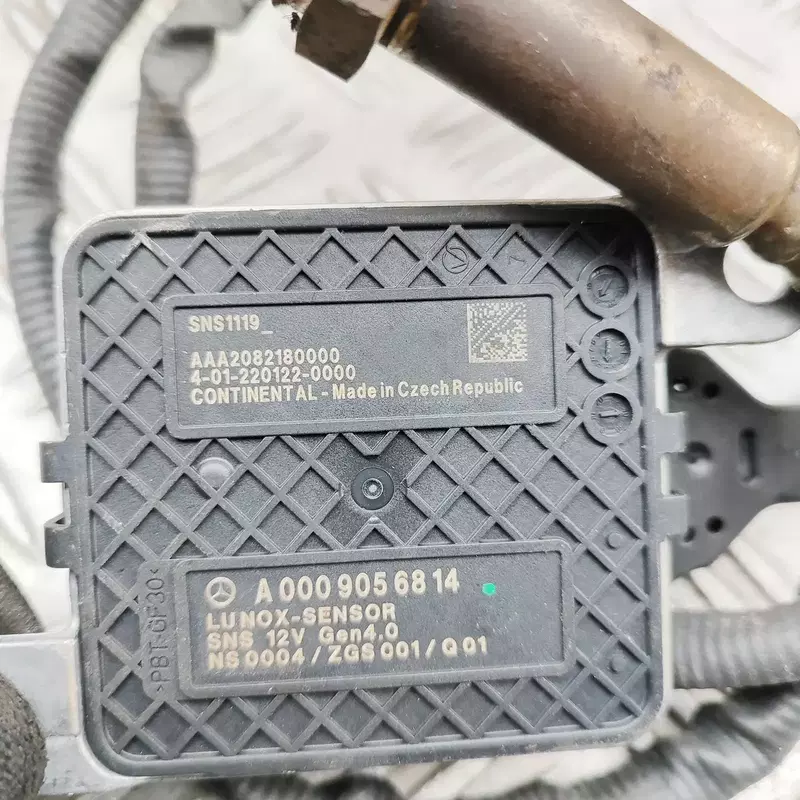 SNS1119_
AAA2082180000
4-01-220122-0000
CONTINENTAL - Made in Czech Republic
A 000 905 68 14
LU NOX-SENSOR
SNS 12V Gen4.0
NS 0004 / ZGS 001 / Q 01
>PBT-GF30<